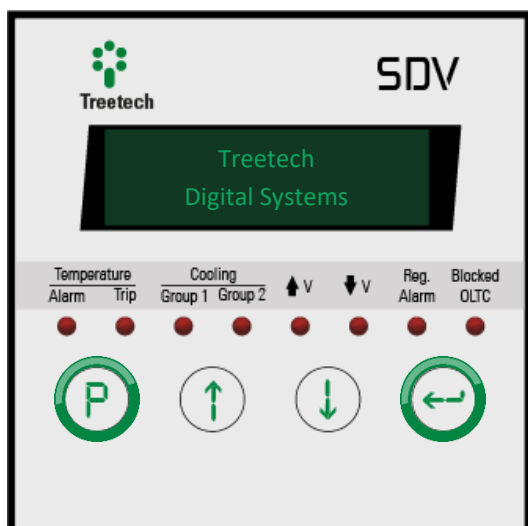 Treetech
SDV
Treetech
Digital Systems
Temperature
Alarm Trip
Cooling
Group 1 Group 2
V
V
Reg.
Alarm
Blocked
OLTC
P